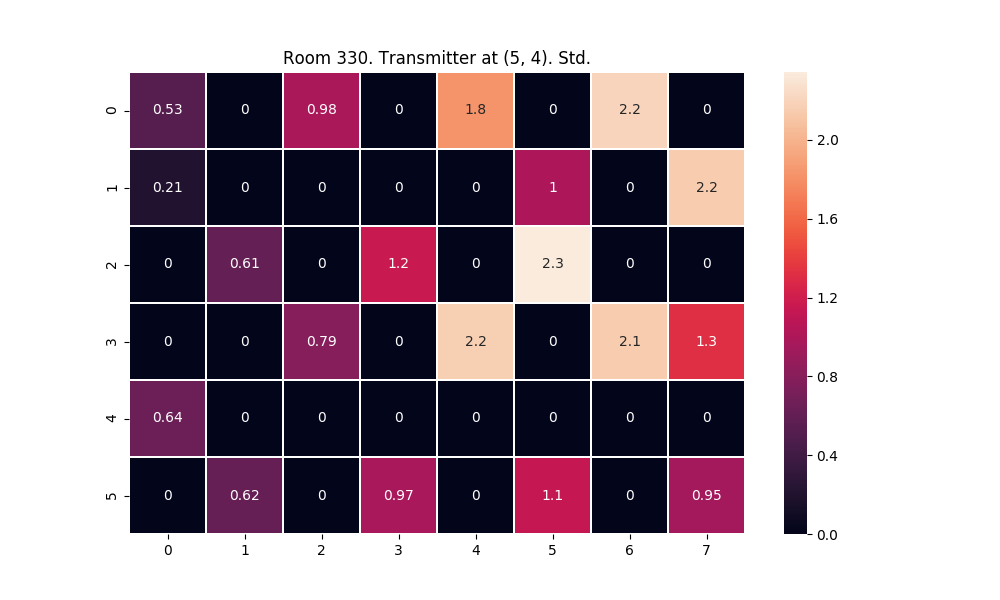 Room 330. Transmitter at (5, 4). Std.
0 0.53 0 0.98 0 1.8 0 2.2 0
1 0.21 0 0 0 0 1 0 2.2
2 0 0.61 0 1.2 0 2.3 0 0
3 0 0 0.79 0 2.2 0 2.1 1.3
4 0.64 0 0 0 0 0 0 0
5 0 0.62 0 0.97 0 1.1 0 0.95
0 1 2 3 4 5 6 7
2.0
1.6
1.2
0.8
0.4
0.0